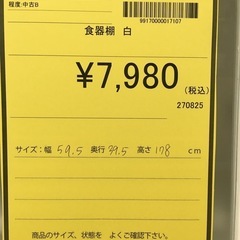 程度:中古B
99170000017107
食器棚 白
¥7,980
(税込)
270825
サイズ:幅 59.5 奥行 39.5 高さ 178 cm
商品のサイズ、状態を よくご確認下さい。